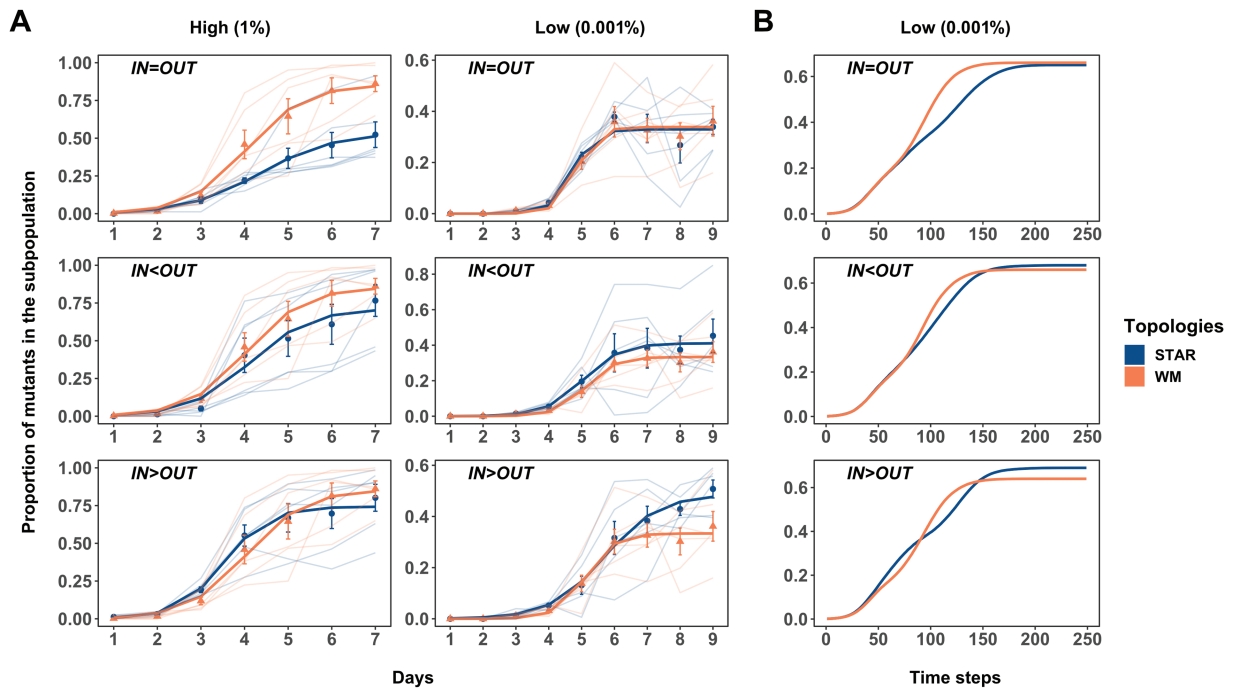 A
B
High (1%)
Low (0.001%)
Low (0.001%)
Proportion of mutants in the subpopulation
IN=OUT
1.00
0.75
0.50
0.25
0.00
1 2 3 4 5 6 7
IN=OUT
0.6
0.4
0.2
0.0
1 2 3 4 5 6 7 8 9
IN=OUT
0.6
0.4
0.2
0.0
0 50 100 150 200 250
IN<OUT
1.00
0.75
0.50
0.25
0.00
1 2 3 4 5 6 7
IN<OUT
0.8
0.6
0.4
0.2
0.0
1 2 3 4 5 6 7 8 9
IN<OUT
0.6
0.4
0.2
0.0
0 50 100 150 200 250
IN>OUT
1.00
0.75
0.50
0.25
0.00
1 2 3 4 5 6 7
IN>OUT
0.6
0.4
0.2
0.0
1 2 3 4 5 6 7 8 9
IN>OUT
0.6
0.4
0.2
0.0
0 50 100 150 200 250
Days
Time steps
Topologies
STAR
WM